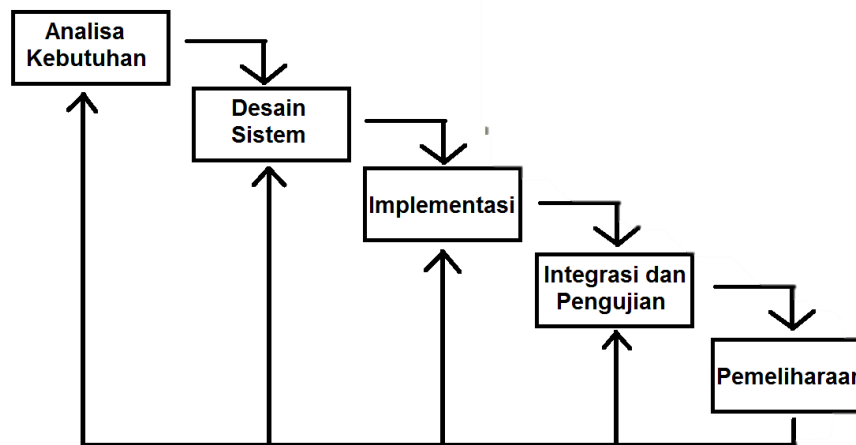 Analisa
Kebutuhan
Desain
Sistem
Implementasi
Integrasi dan
Pengujian
Pemeliharaan